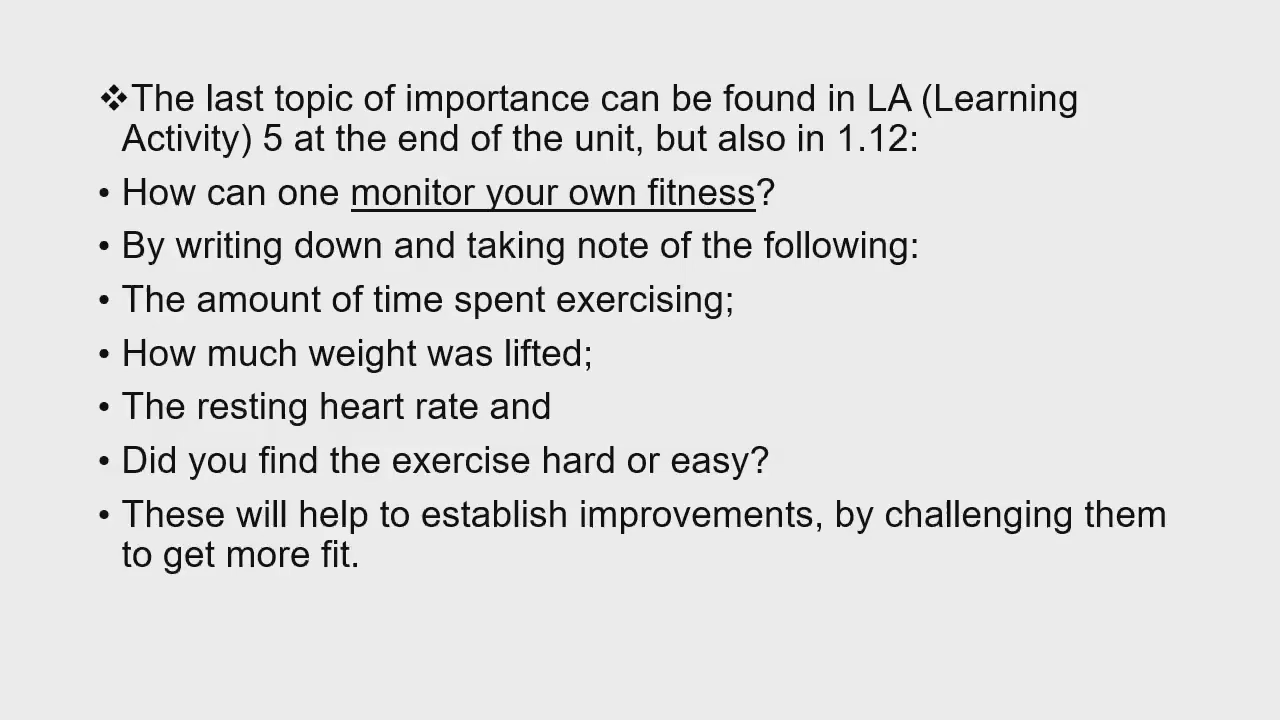 ❖The last topic of importance can be found in LA (Learning
Activity) 5 at the end of the unit, but also in 1.12:
• How can one monitor your own fitness?
• By writing down and taking note of the following:
• The amount of time spent exercising;
• How much weight was lifted;
• The resting heart rate and
• Did you find the exercise hard or easy?
• These will help to establish improvements, by challenging them
to get more fit.